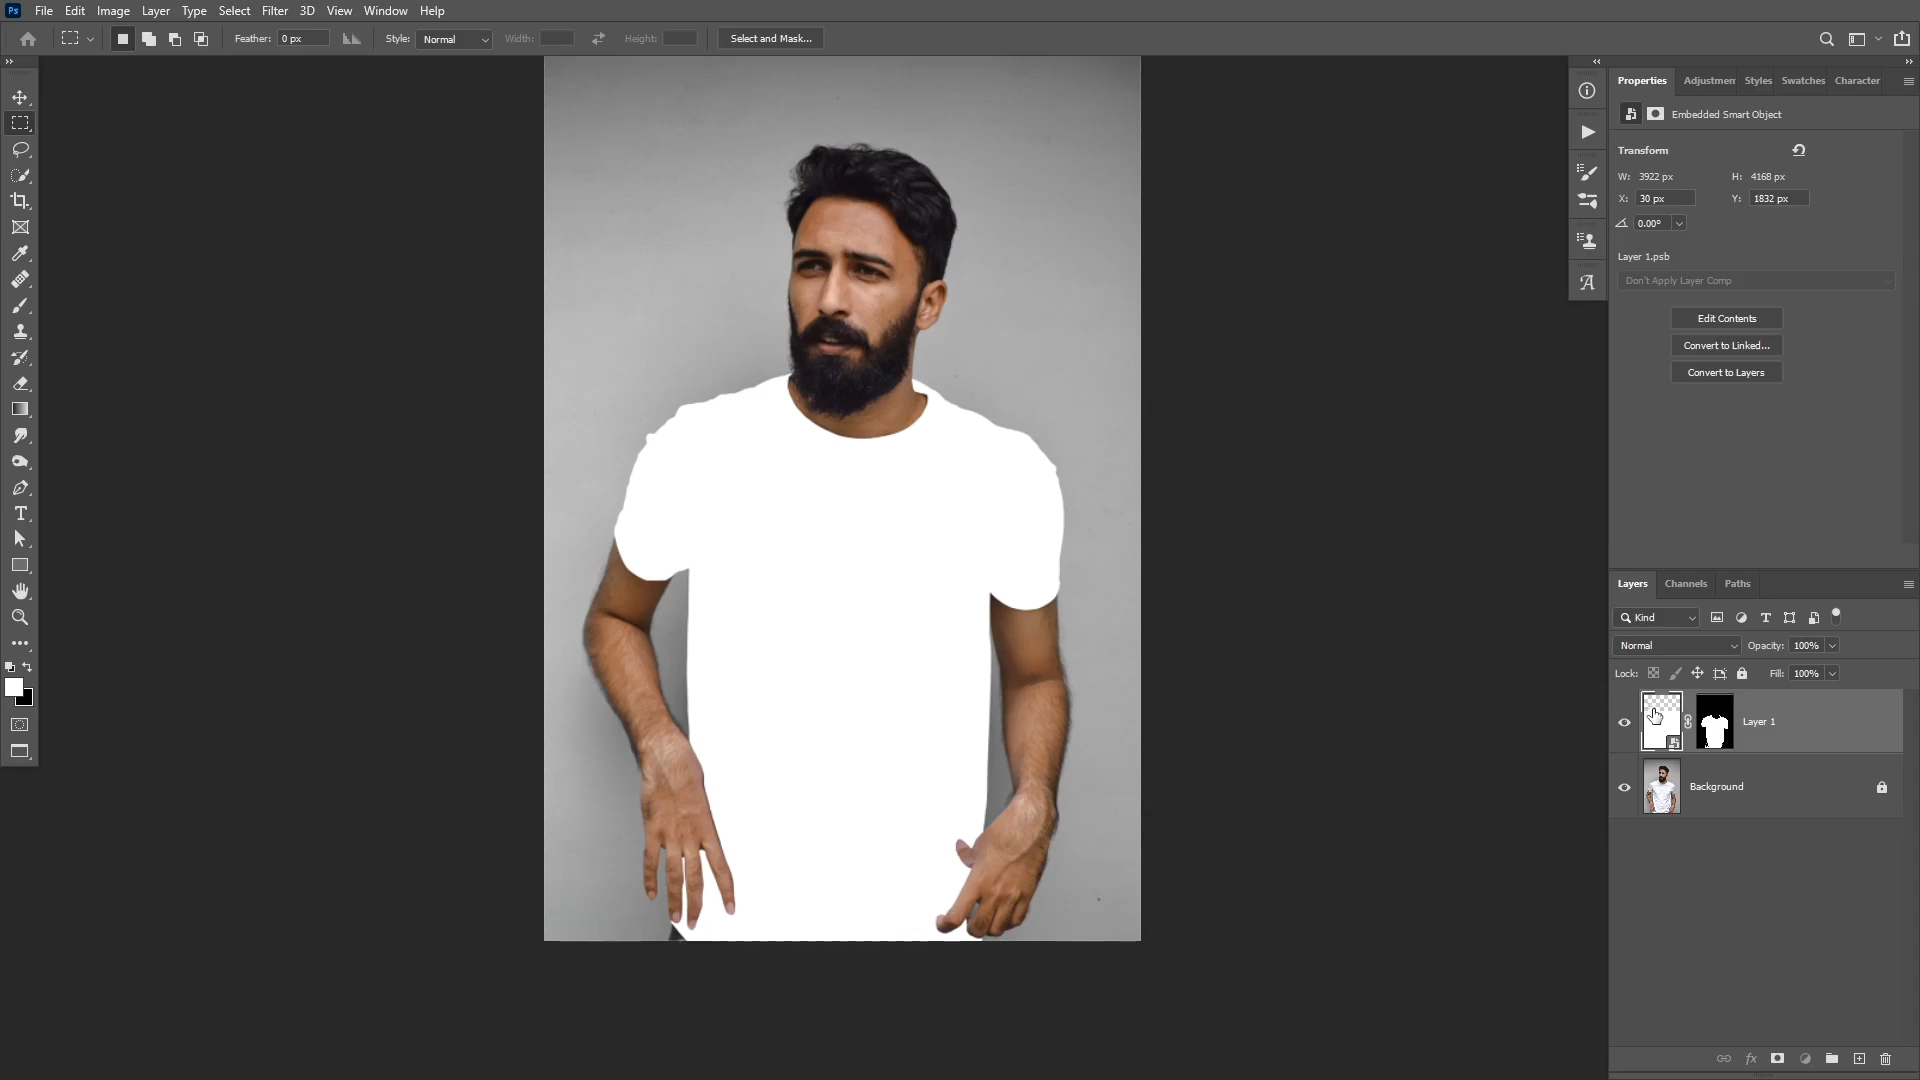 Ps File Edit Image Layer Type Select Filter 3D View Window Help
Feather: 0 px Style: Normal Width: Height: Select and Mask...
Properties Adjustmen Styles Swatches Character
Embedded Smart Object
Transform
W: 3922 px H: 4168 px
X: 30 px Y: 1832 px
0.00°
Layer 1.psb
Don't Apply Layer Comp
Edit Contents
Convert to Linked...
Convert to Layers
Layers Channels Paths
Kind
Normal Opacity: 100%
Lock: Fill: 100%
Layer 1
Background
fx